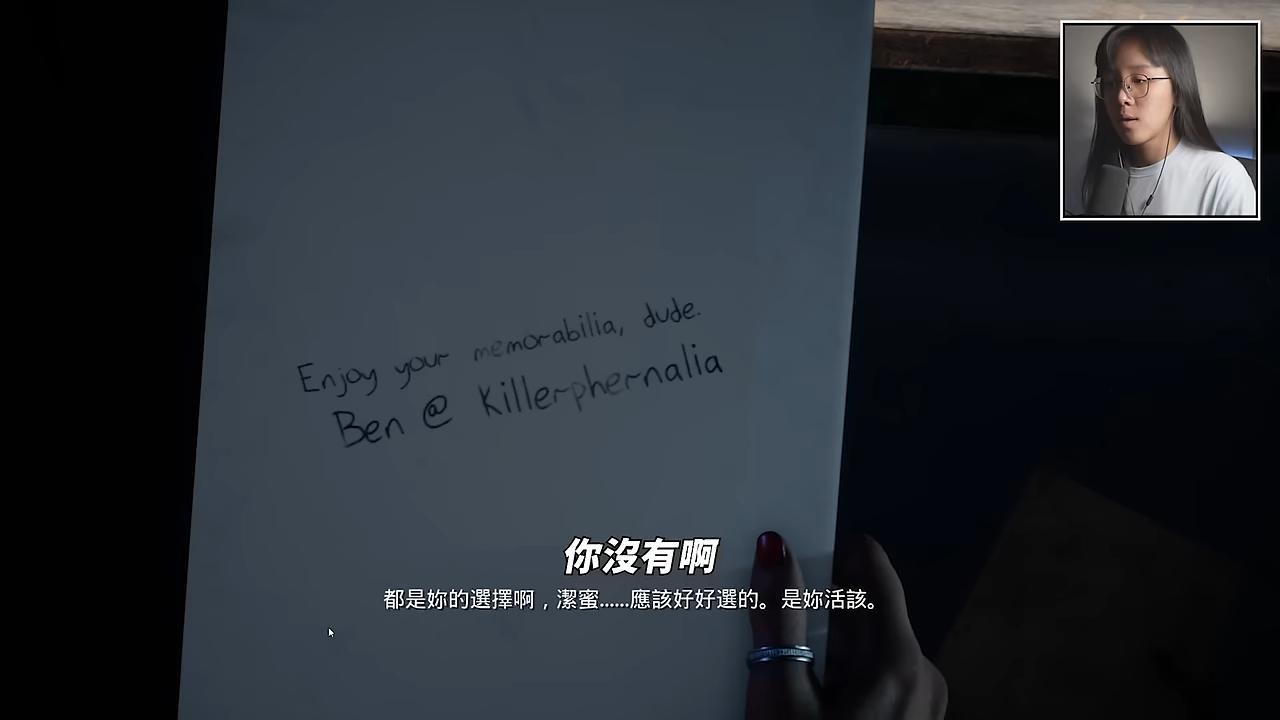 Enjoy your memorabilia, dude.
Ben @ Killerphernalia
你沒有啊
都是妳的選擇啊，潔蜜......應該好好選的。是妳活該。